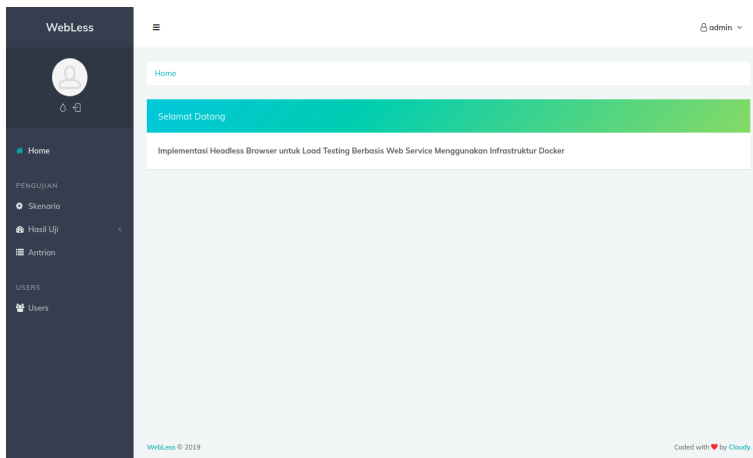 WebLess
admin
Home
Home
Selamat Datang
Implementasi Headless Browser untuk Load Testing Berbasis Web Service Menggunakan Infrastruktur Docker
PENGUJIAN
Skenario
Hasil Uji
Antrian
USERS
Users
WebLess © 2019
Coded with ❤ by Cloudy